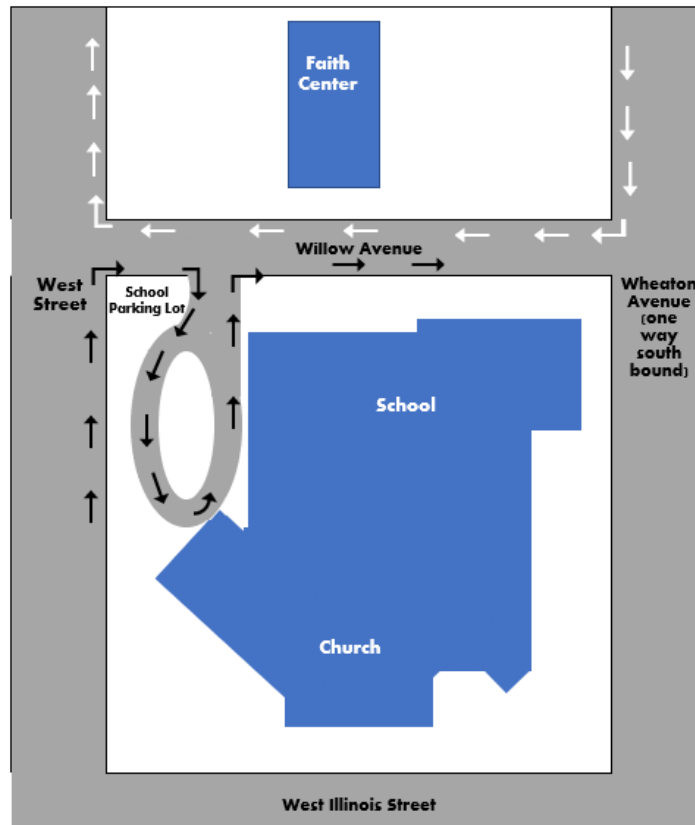 Faith
Center
Willow Avenue
West
Street
School
Parking Lot
Wheaton
Avenue
(one
way
south
bound)
School
Church
West Illinois Street